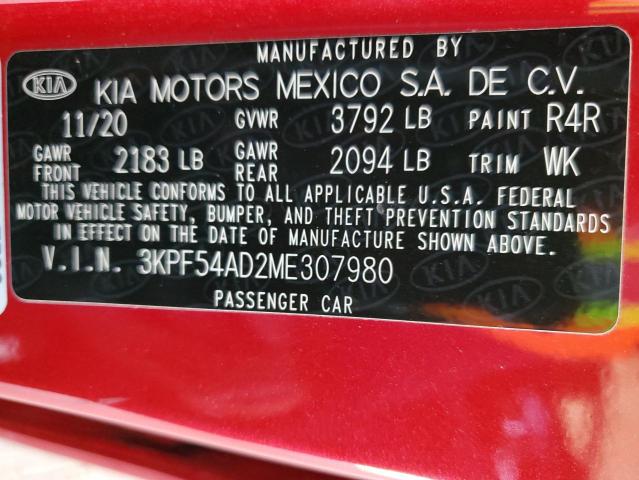 MANUFACTURED BY
KIA KIA MOTORS MEXICO S.A. DE C.V.
11/20 GVWR 3792 LB PAINT R4R
GAWR FRONT 2183 LB GAWR REAR 2094 LB TRIM WK
THIS VEHICLE CONFORMS TO ALL APPLICABLE U.S.A. FEDERAL
MOTOR VEHICLE SAFETY, BUMPER, AND THEFT PREVENTION STANDARDS
IN EFFECT ON THE DATE OF MANUFACTURE SHOWN ABOVE.
V.I.N. 3KPF54AD2ME307980
PASSENGER CAR